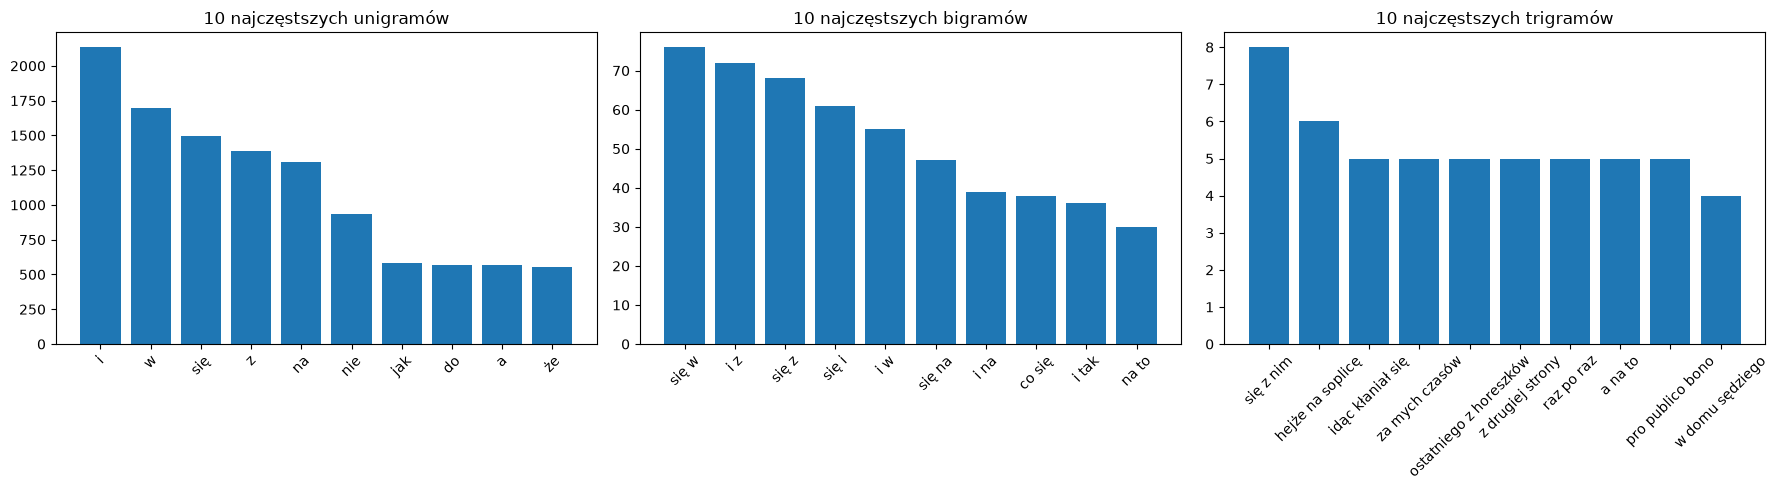 10 najczęstszych unigramów
2000
1750
1500
1250
1000
750
500
250
0
i
w
się
z
na
nie
jak
do
a
że
10 najczęstszych bigramów
70
60
50
40
30
20
10
0
się w
i z
się z
się i
i w
się na
i na
co się
i tak
na to
10 najczęstszych trigramów
8
7
6
5
4
3
2
1
0
się z nim
hejże na soplicę
idąc kłaniał się
za mych czasów
ostatniego z horeszków
z drugiej strony
raz po raz
a na to
pro publico bono
w domu sędziego